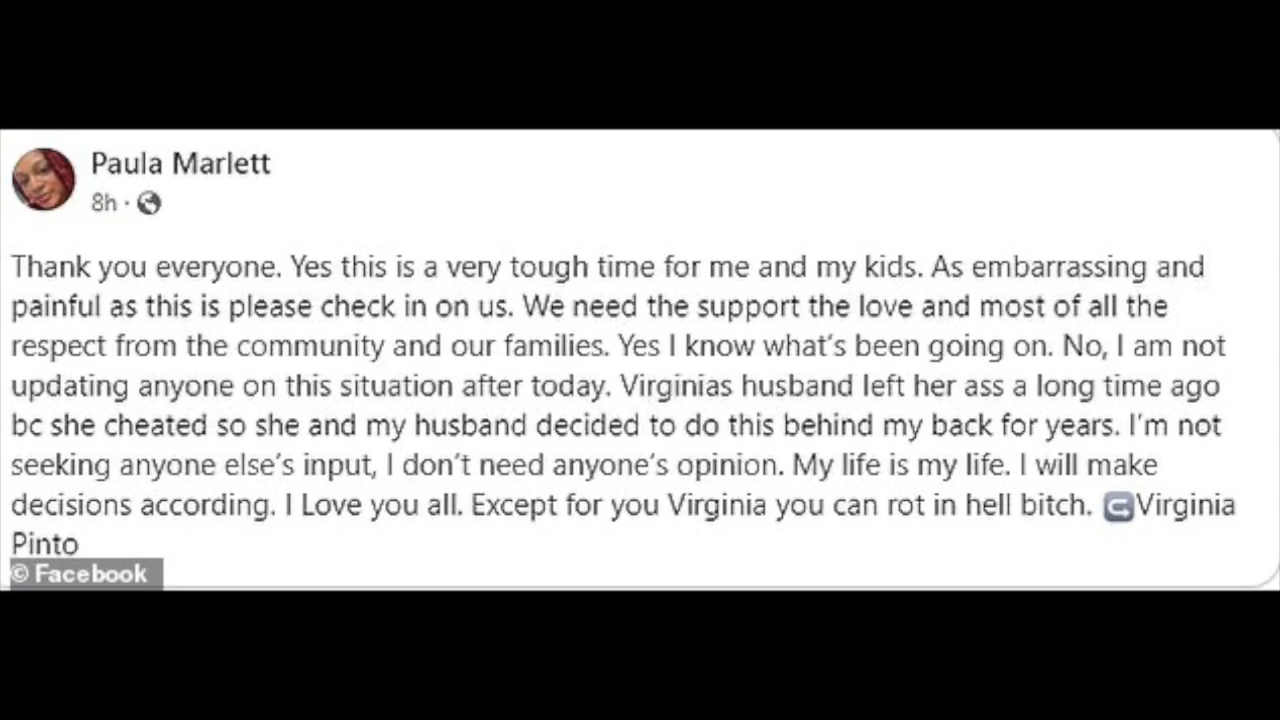 Paula Marlett
8h ·
Thank you everyone. Yes this is a very tough time for me and my kids. As embarrassing and
painful as this is please check in on us. We need the support the love and most of all the
respect from the community and our families. Yes I know what's been going on. No, I am not
updating anyone on this situation after today. Virginias husband left her ass a long time ago
bc she cheated so she and my husband decided to do this behind my back for years. I'm not
seeking anyone else's input, I don't need anyone's opinion. My life is my life. I will make
decisions according. I Love you all. Except for you Virginia you can rot in hell bitch. Virginia
Pinto
© Facebook